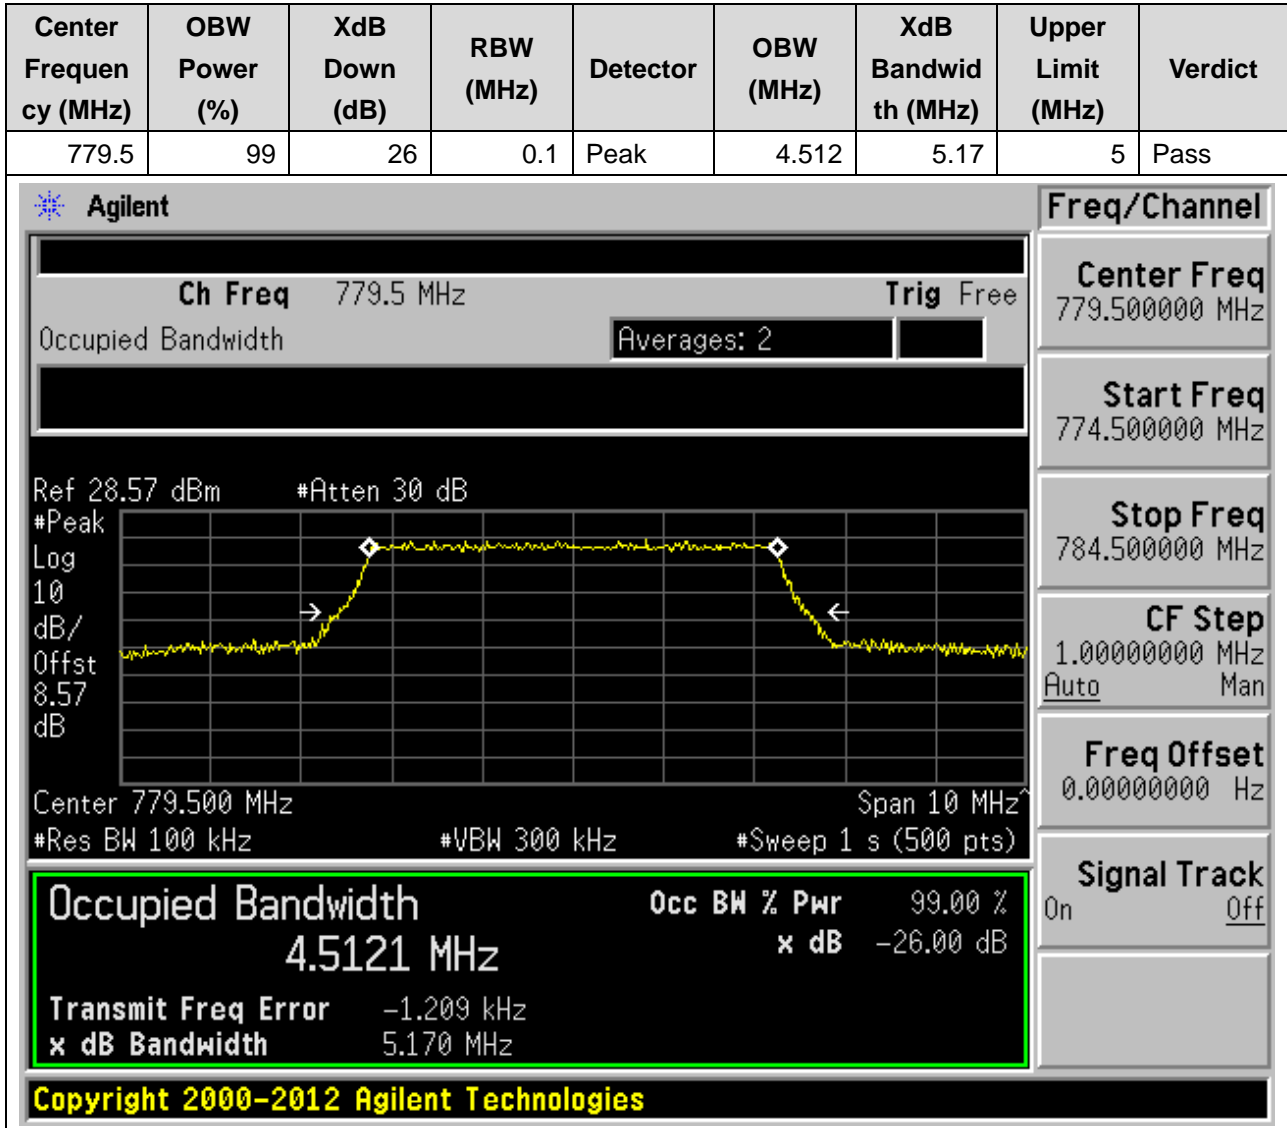 Center Frequency (MHz) OBW Power (%) XdB Down (dB) RBW (MHz) Detector OBW (MHz) XdB Bandwidth (MHz) Upper Limit (MHz) Verdict
779.5 99 26 0.1 Peak 4.512 5.17 5 Pass
Agilent
Freq/Channel
Ch Freq 779.5 MHz Trig Free
Occupied Bandwidth Averages: 2
Center Freq
779.500000 MHz
Start Freq
774.500000 MHz
Stop Freq
784.500000 MHz
CF Step
1.00000000 MHz
Auto Man
Freq Offset
0.00000000 Hz
Signal Track
On Off
Ref 28.57 dBm #Atten 30 dB
#Peak
Log
10
dB/
Offst
8.57
dB
Center 779.500 MHz Span 10 MHz^
#Res BW 100 kHz #VBW 300 kHz #Sweep 1 s (500 pts)
Occupied Bandwidth Occ BW % Pwr 99.00 %
4.5121 MHz x dB -26.00 dB
Transmit Freq Error -1.209 kHz
x dB Bandwidth 5.170 MHz
Copyright 2000-2012 Agilent Technologies